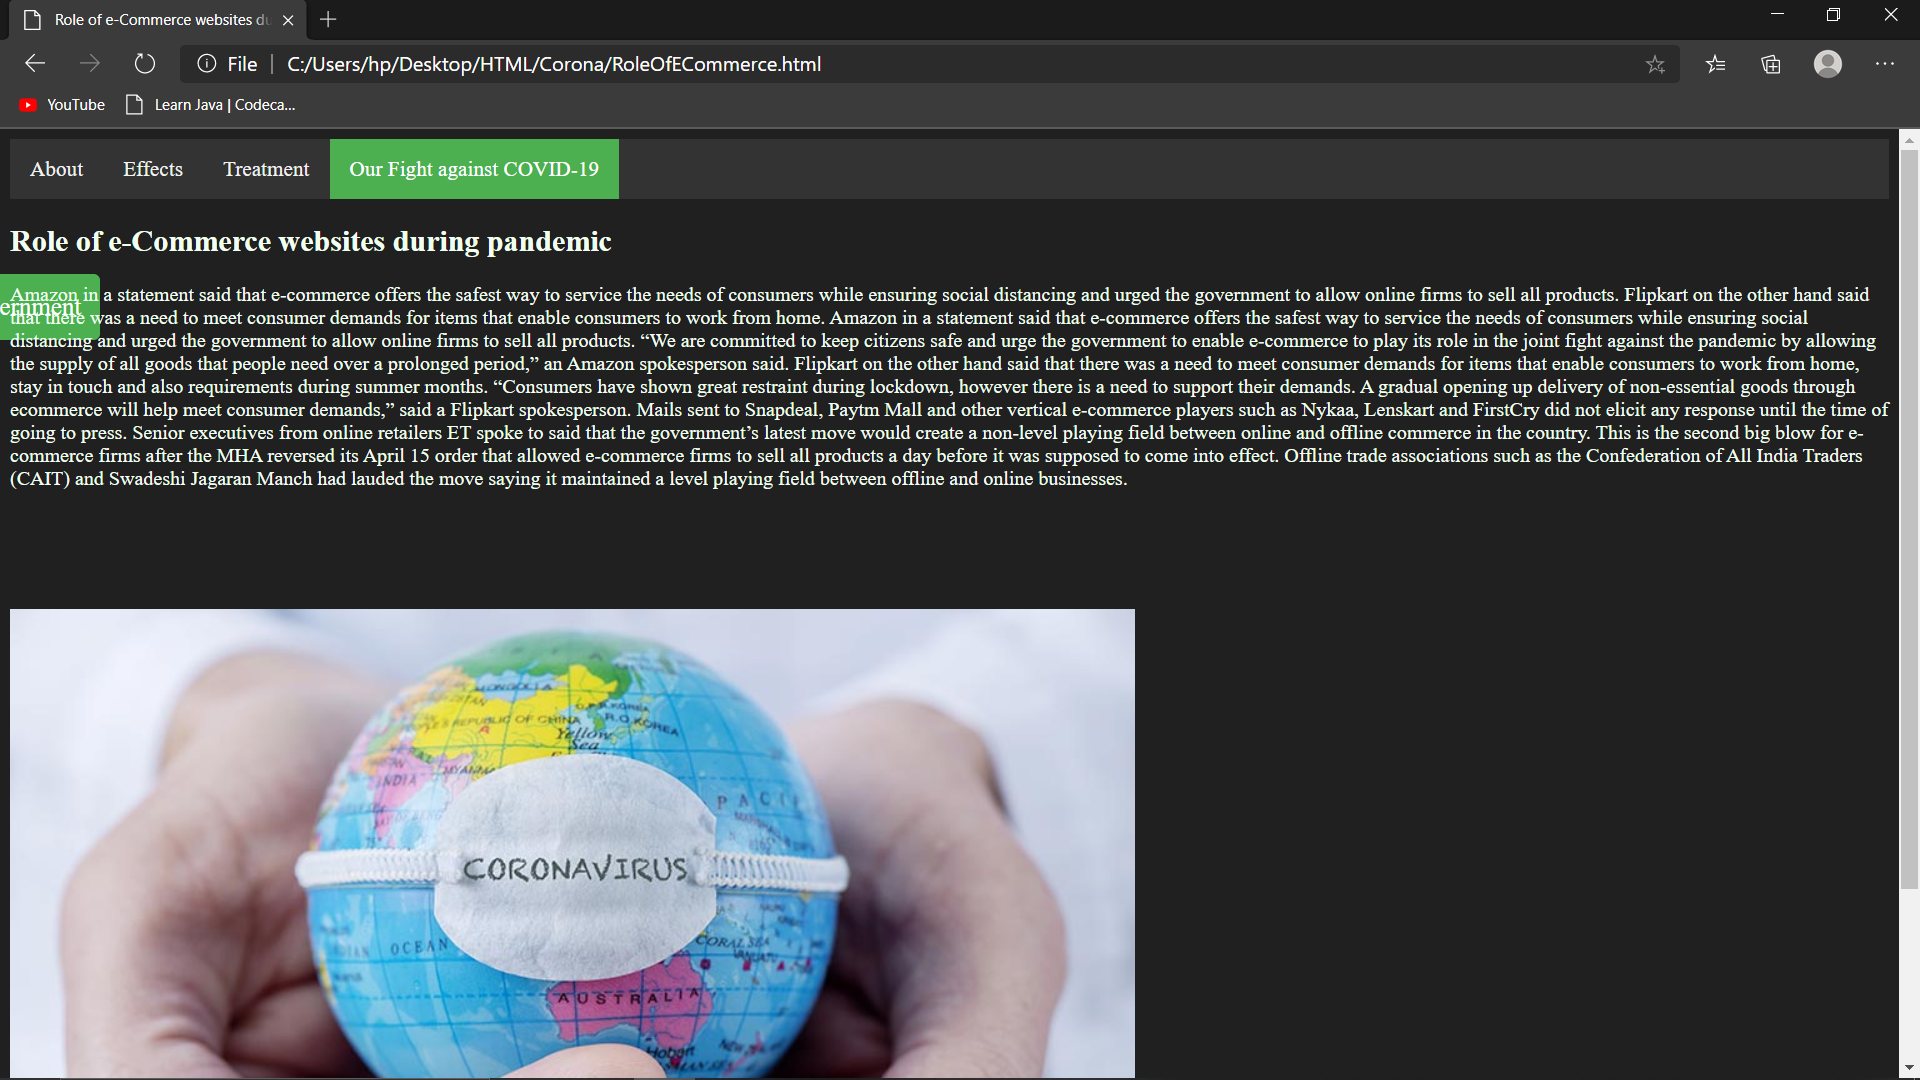 Role of e-Commerce websites du
File
C:/Users/hp/Desktop/HTML/Corona/RoleOfECommerce.html
YouTube
Learn Java | Codeca...
About Effects Treatment Our Fight against COVID-19
Role of e-Commerce websites during pandemic
ernment
Amazon in a statement said that e-commerce offers the safest way to service the needs of consumers while ensuring social distancing and urged the government to allow online firms to sell all products. Flipkart on the other hand said
that there was a need to meet consumer demands for items that enable consumers to work from home. Amazon in a statement said that e-commerce offers the safest way to service the needs of consumers while ensuring social
distancing and urged the government to allow online firms to sell all products. “We are committed to keep citizens safe and urge the government to enable e-commerce to play its role in the joint fight against the pandemic by allowing
the supply of all goods that people need over a prolonged period,” an Amazon spokesperson said. Flipkart on the other hand said that there was a need to meet consumer demands for items that enable consumers to work from home,
stay in touch and also requirements during summer months. “Consumers have shown great restraint during lockdown, however there is a need to support their demands. A gradual opening up delivery of non-essential goods through
ecommerce will help meet consumer demands,” said a Flipkart spokesperson. Mails sent to Snapdeal, Paytm Mall and other vertical e-commerce players such as Nykaa, Lenskart and FirstCry did not elicit any response until the time of
going to press. Senior executives from online retailers ET spoke to said that the government’s latest move would create a non-level playing field between online and offline commerce in the country. This is the second big blow for e-
commerce firms after the MHA reversed its April 15 order that allowed e-commerce firms to sell all products a day before it was supposed to come into effect. Offline trade associations such as the Confederation of All India Traders
(CAIT) and Swadeshi Jagaran Manch had lauded the move saying it maintained a level playing field between offline and online businesses.
MONGOLIA
REPUBLIC OF CHINA
R.O.KOREA
Yellow
Sea
INDIA
MYANMA
PACI
CORONAVIRUS
OCEAN
CORAL SEA
VANUATU
AUSTRALIA
Hobart